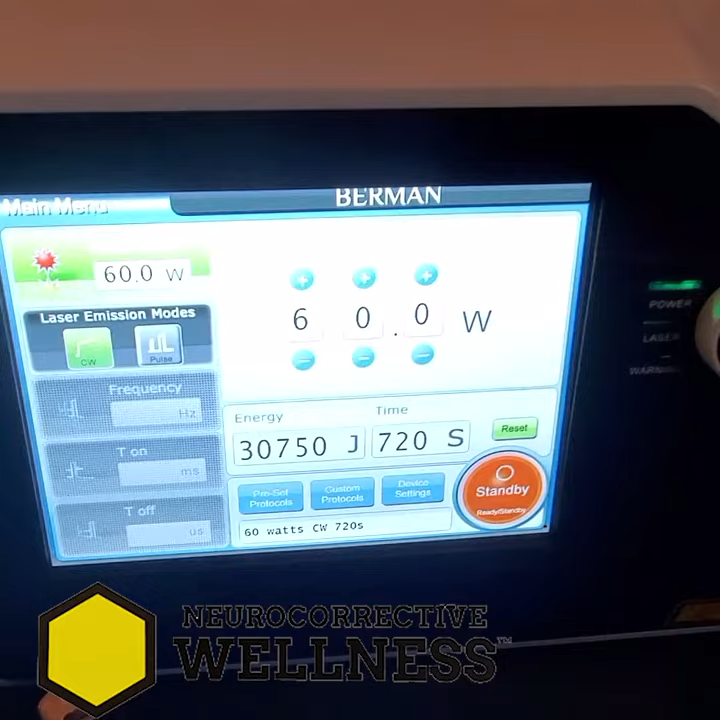 BERMAN
Main Menu
60.0 W
Laser Emission Modes
CW
Pulse
6 0 . 0 W
Frequency
Hz
T on
ms
T off
us
Energy
30750 J
Time
720 S
Reset
Pre-Set
Protocols
Custom
Protocols
Device
Settings
Standby
Ready/Standby
60 watts CW 720s
POWER
LASER
WARNING
NEUROCORRECTIVE
WELLNESS™